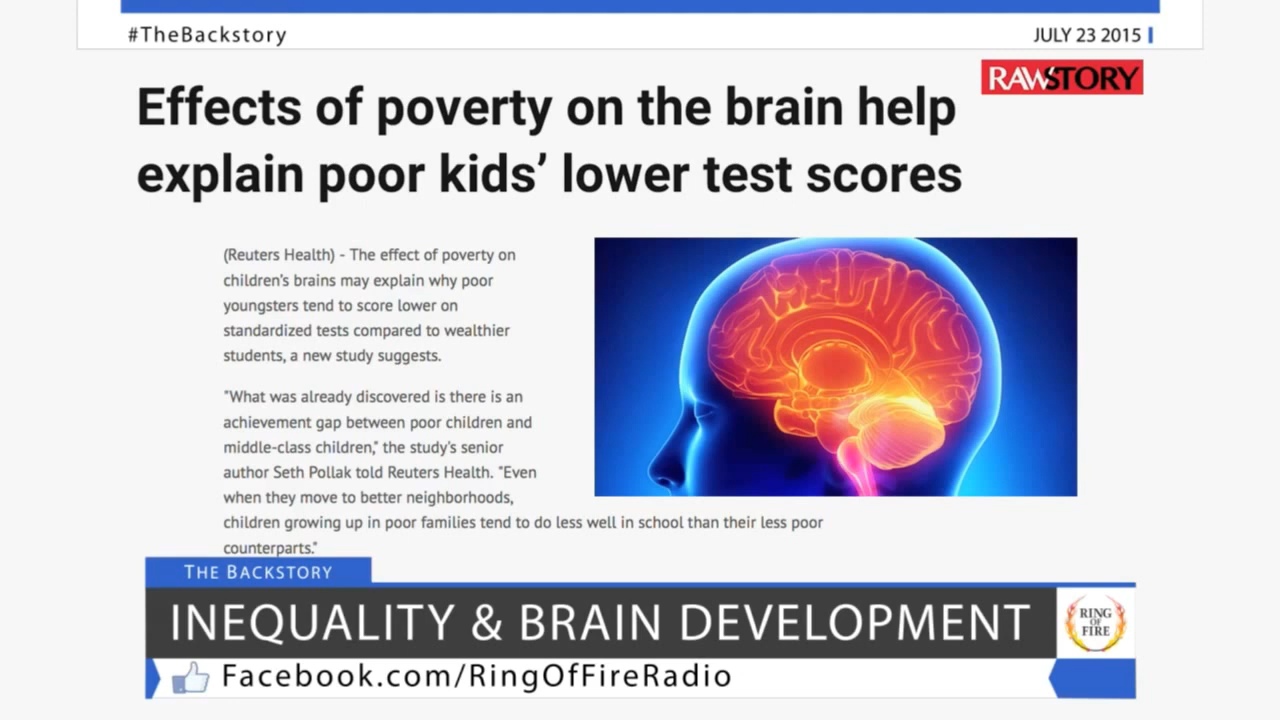 #TheBackstory
JULY 23 2015
RAWSTORY
Effects of poverty on the brain help
explain poor kids’ lower test scores
(Reuters Health) - The effect of poverty on
children's brains may explain why poor
youngsters tend to score lower on
standardized tests compared to wealthier
students, a new study suggests.
"What was already discovered is there is an
achievement gap between poor children and
middle-class children," the study's senior
author Seth Pollak told Reuters Health. "Even
when they move to better neighborhoods,
children growing up in poor families tend to do less well in school than their less poor
counterparts."
THE BACKSTORY
INEQUALITY & BRAIN DEVELOPMENT
RING
OF
FIRE
Facebook.com/RingOfFireRadio